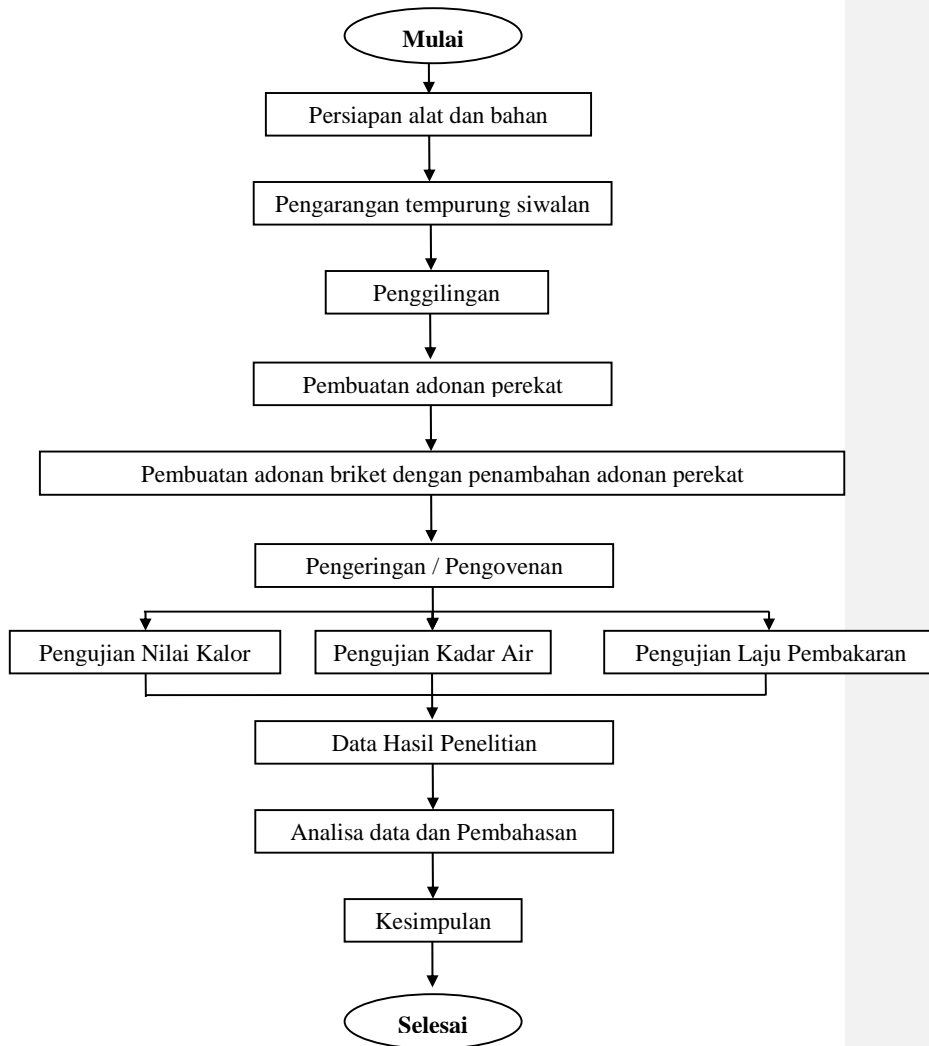 Mulai
Persiapan alat dan bahan
Pengarangan tempurung siwalan
Penggilingan
Pembuatan adonan perekat
Pembuatan adonan briket dengan penambahan adonan perekat
Pengeringan / Pengovenan
Pengujian Nilai Kalor
Pengujian Kadar Air
Pengujian Laju Pembakaran
Data Hasil Penelitian
Analisa data dan Pembahasan
Kesimpulan
Selesai